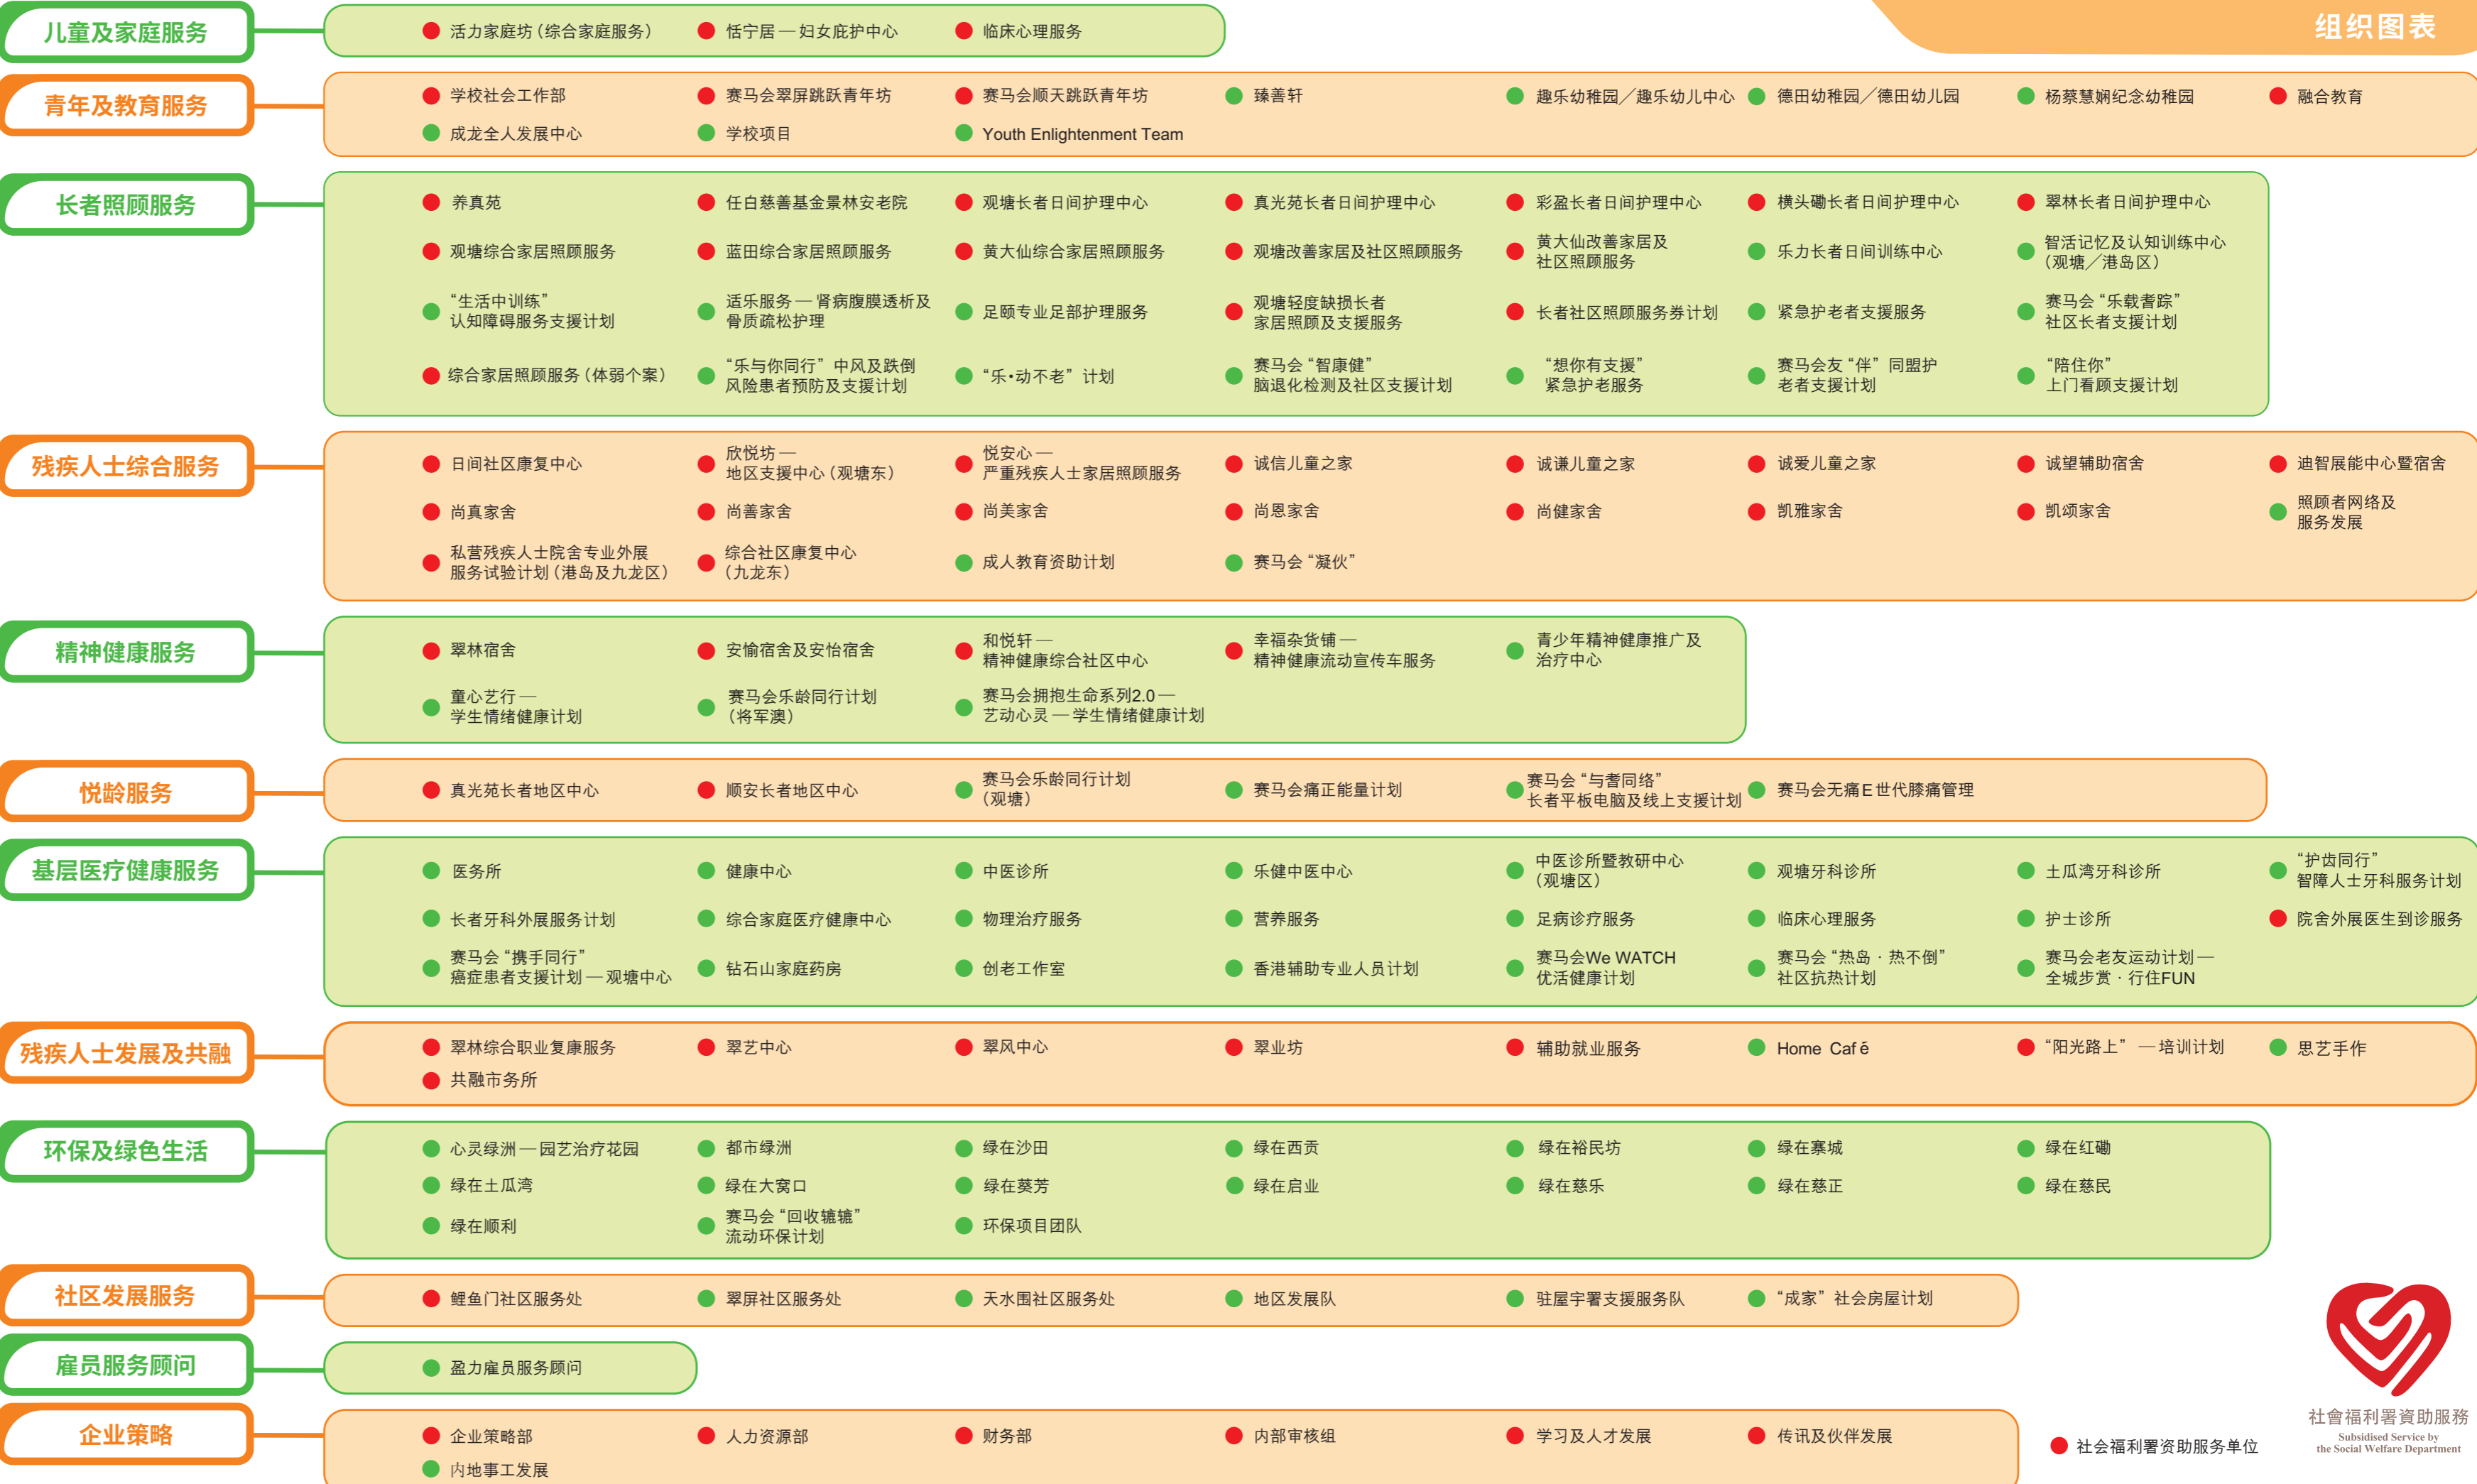 组织图表
儿童及家庭服务
活力家庭坊（综合家庭服务）
恬宁居 — 妇女庇护中心
临床心理服务
青年及教育服务
学校社会工作部
赛马会翠屏跳跃青年坊
赛马会顺天跳跃青年坊
臻善轩
趣乐幼稚园╱趣乐幼儿中心
德田幼稚园╱德田幼儿园
杨蔡慧娴纪念幼稚园
融合教育
成龙全人发展中心
学校项目
Youth Enlightenment Team
长者照顾服务
养真苑
任白慈善基金景林安老院
观塘长者日间护理中心
真光苑长者日间护理中心
彩盈长者日间护理中心
横头磡长者日间护理中心
翠林长者日间护理中心
观塘综合家居照顾服务
蓝田综合家居照顾服务
黄大仙综合家居照顾服务
观塘改善家居及社区照顾服务
黄大仙改善家居及
社区照顾服务
乐力长者日间训练中心
智活记忆及认知训练中心
（观塘╱港岛区）
“生活中训练”
认知障碍服务支援计划
适乐服务 — 肾病腹膜透析及
骨质疏松护理
足颐专业足部护理服务
观塘轻度缺损长者
家居照顾及支援服务
长者社区照顾服务券计划
紧急护老者支援服务
赛马会 “乐载耆踪”
社区长者支援计划
综合家居照顾服务（体弱个案）
“乐与你同行” 中风及跌倒
风险患者预防及支援计划
“乐•动不老” 计划
赛马会 “智康健”
脑退化检测及社区支援计划
“想你有支援”
紧急护老服务
赛马会友 “伴” 同盟护
老者支援计划
“陪住你”
上门看顾支援计划
残疾人士综合服务
日间社区康复中心
欣悦坊 —
地区支援中心（观塘东）
悦安心 —
严重残疾人士家居照顾服务
诚信儿童之家
诚谦儿童之家
诚爱儿童之家
诚望辅助宿舍
迪智展能中心暨宿舍
尚真家舍
尚善家舍
尚美家舍
尚恩家舍
尚健家舍
凯雅家舍
凯颂家舍
照顾者网络及
服务发展
私营残疾人士院舍专业外展
服务试验计划（港岛及九龙区）
综合社区康复中心
（九龙东）
成人教育资助计划
赛马会 “凝伙”
精神健康服务
翠林宿舍
安愉宿舍及安怡宿舍
和悦轩 —
精神健康综合社区中心
幸福杂货铺 —
精神健康流动宣传车服务
青少年精神健康推广及
治疗中心
童心艺行 —
学生情绪健康计划
赛马会乐龄同行计划
（将军澳）
赛马会拥抱生命系列2.0 —
艺动心灵 — 学生情绪健康计划
悦龄服务
真光苑长者地区中心
顺安长者地区中心
赛马会乐龄同行计划
（观塘）
赛马会痛正能量计划
赛马会 “与耆同络”
长者平板电脑及线上支援计划
赛马会无痛E世代膝痛管理
基层医疗健康服务
医务所
健康中心
中医诊所
乐健中医中心
中医诊所暨教研中心
（观塘区）
观塘牙科诊所
土瓜湾牙科诊所
“护齿同行”
智障人士牙科服务计划
长者牙科外展服务计划
综合家庭医疗健康中心
物理治疗服务
营养服务
足病诊疗服务
临床心理服务
护士诊所
院舍外展医生到诊服务
赛马会 “携手同行”
癌症患者支援计划 — 观塘中心
钻石山家庭药房
创老工作室
香港辅助专业人员计划
赛马会We WATCH
优活健康计划
赛马会 “热岛 · 热不倒”
社区抗热计划
赛马会老友运动计划 —
全城步赏 · 行住FUN
残疾人士发展及共融
翠林综合职业复康服务
翠艺中心
翠风中心
翠业坊
辅助就业服务
Home Café
“阳光路上” — 培训计划
思艺手作
共融市务所
环保及绿色生活
心灵绿洲 — 园艺治疗花园
都市绿洲
绿在沙田
绿在西贡
绿在裕民坊
绿在寨城
绿在红磡
绿在土瓜湾
绿在大窝口
绿在葵芳
绿在启业
绿在慈乐
绿在慈正
绿在慈民
绿在顺利
赛马会 “回收辘辘”
流动环保计划
环保项目团队
社区发展服务
鲤鱼门社区服务处
翠屏社区服务处
天水围社区服务处
地区发展队
驻屋宇署支援服务队
“成家” 社会房屋计划
雇员服务顾问
盈力雇员服务顾问
企业策略
企业策略部
人力资源部
财务部
内部审核组
学习及人才发展
传讯及伙伴发展
内地事工发展
社会福利署资助服务单位
社會福利署資助服務
Subsidised Service by
the Social Welfare Department